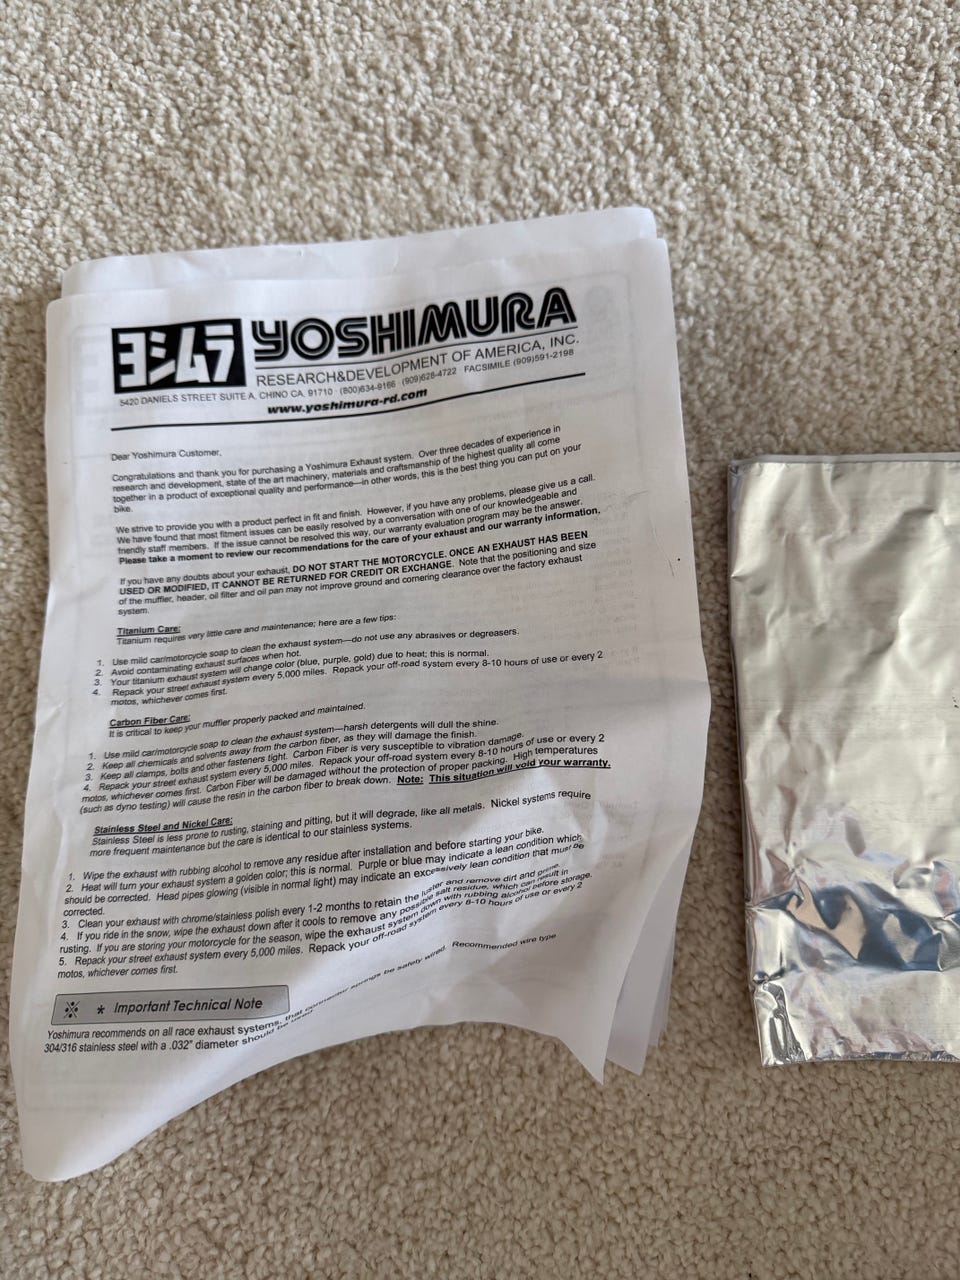 ヨシムラ YOSHIMURA
RESEARCH&DEVELOPMENT OF AMERICA, INC.
5420 DANIELS STREET SUITE A, CHINO CA, 91710 · (800)634-9166 · (909)628-4722 FACSIMILE (909)591-2198
www.yoshimura-rd.com
Dear Yoshimura Customer,
Congratulations and thank you for purchasing a Yoshimura Exhaust system. Over three decades of experience in
research and development, state of the art machinery, materials and craftsmanship of the highest quality all come
together in a product of exceptional quality and performance—in other words, this is the best thing you can put on your
bike.
We strive to provide you with a product perfect in fit and finish. However, if you have any problems, please give us a call.
We have found that most fitment issues can be easily resolved by a conversation with one of our knowledgeable and
friendly staff members. If the issue cannot be resolved this way, our warranty evaluation program may be the answer.
Please take a moment to review our recommendations for the care of your exhaust and our warranty information,
If you have any doubts about your exhaust, DO NOT START THE MOTORCYCLE. ONCE AN EXHAUST HAS BEEN
USED OR MODIFIED, IT CANNOT BE RETURNED FOR CREDIT OR EXCHANGE. Note that the positioning and size
of the muffler, header, oil filter and oil pan may not improve ground and cornering clearance over the factory exhaust
system.
Titanium Care:
Titanium requires very little care and maintenance; here are a few tips:
1. Use mild car/motorcycle soap to clean the exhaust system—do not use any abrasives or degreasers.
2. Avoid contaminating exhaust surfaces when hot.
3. Your titanium exhaust system will change color (blue, purple, gold) due to heat; this is normal.
4. Repack your street exhaust system every 5,000 miles. Repack your off-road system every 8-10 hours of use or every 2
motos, whichever comes first.
Carbon Fiber Care:
It is critical to keep your muffler properly packed and maintained.
1. Use mild car/motorcycle soap to clean the exhaust system—harsh detergents will dull the shine.
2. Keep all chemicals and solvents away from the carbon fiber, as they will damage the finish.
3. Keep all clamps, bolts and other fasteners tight. Carbon Fiber is very susceptible to vibration damage.
4. Repack your street exhaust system every 5,000 miles. Repack your off-road system every 8-10 hours of use or every 2
motos, whichever comes first. Carbon Fiber will be damaged without the protection of proper packing. High temperatures
(such as dyno testing) will cause the resin in the carbon fiber to break down. Note: This situation will void your warranty.
Stainless Steel and Nickel Care:
Stainless Steel is less prone to rusting, staining and pitting, but it will degrade, like all metals. Nickel systems require
more frequent maintenance but the care is identical to our stainless systems.
1. Wipe the exhaust with rubbing alcohol to remove any residue after installation and before starting your bike.
2. Heat will turn your exhaust system a golden color; this is normal. Purple or blue may indicate a lean condition which
should be corrected. Head pipes glowing (visible in normal light) may indicate an excessively lean condition that must be
corrected.
3. Clean your exhaust with chrome/stainless polish every 1-2 months to retain the luster and remove dirt and grime.
4. If you ride in the snow, wipe the exhaust down after it cools to remove any possible salt residue, which can result in
rusting. If you are storing your motorcycle for the season, wipe the exhaust system down with rubbing alcohol before storage.
5. Repack your street exhaust system every 5,000 miles. Repack your off-road system every 8-10 hours of use or every 2
motos, whichever comes first.
※ * Important Technical Note
Yoshimura recommends on all race exhaust systems, that connector springs be safety wired. Recommended wire type
304/316 stainless steel with a .032" diameter should be used